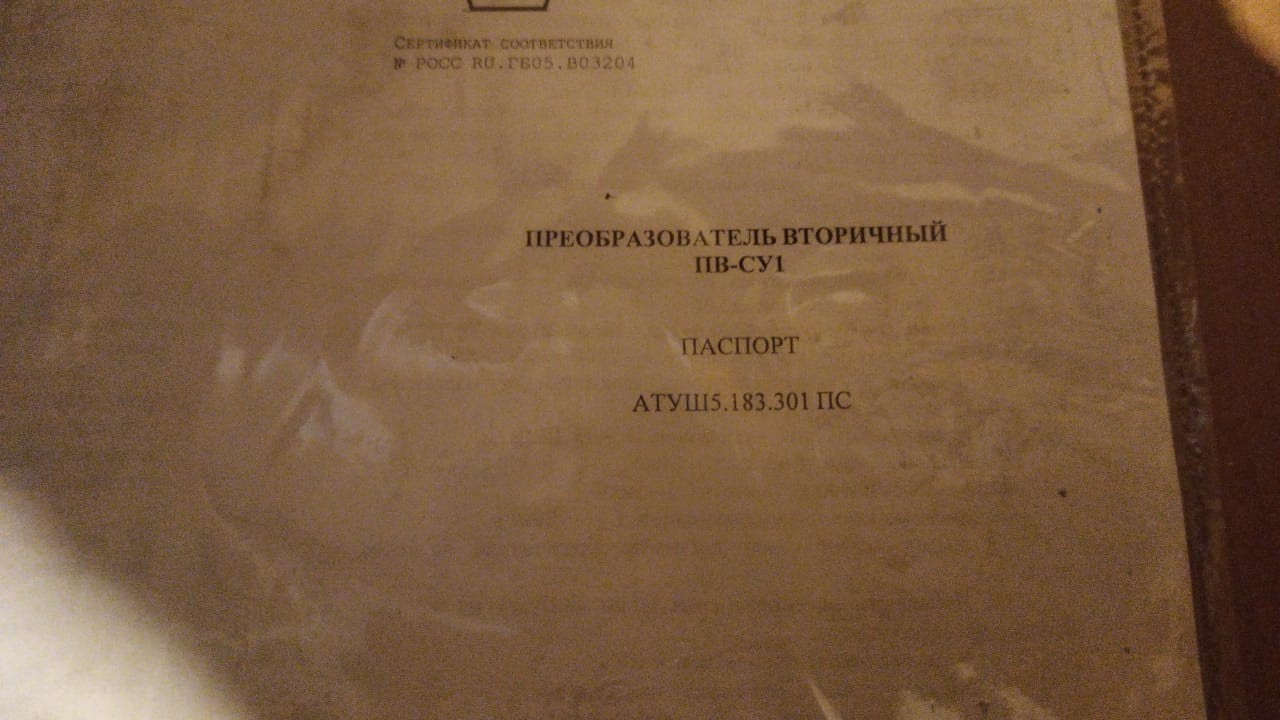 Сертификат соответствия
№ РОСС RU.ГБ05.В03204
ПРЕОБРАЗОВАТЕЛЬ ВТОРИЧНЫЙ
ПВ-СУ1
ПАСПОРТ
АТУШ5.183.301 ПС